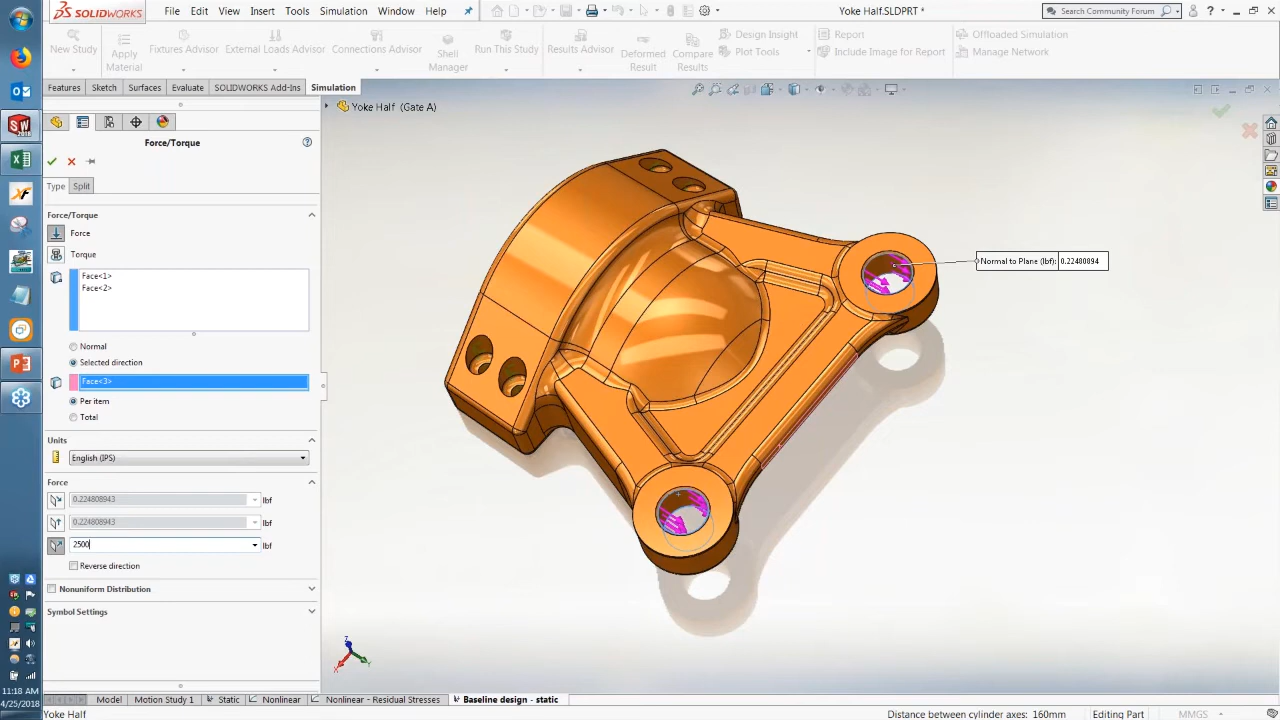 SOLIDWORKS File Edit View Insert Tools Simulation Window Help Yoke Half.SLDPRT * Search Community Forum ?
New Study Apply Material Fixtures Advisor External Loads Advisor Connections Advisor Shell Manager Run This Study Results Advisor Deformed Result Compare Results
Design Insight Report Offloaded Simulation
Plot Tools Include Image for Report Manage Network
Features Sketch Surfaces Evaluate SOLIDWORKS Add-Ins Simulation
Yoke Half (Gate A)
Force/Torque
Type Split
Force/Torque
Force
Torque
Face<1>
Face<2>
Normal
Selected direction
Face<3>
Per item
Total
Units
English (IPS)
Force
0.224808943 lbf
0.224808943 lbf
2500 lbf
Reverse direction
Nonuniform Distribution
Symbol Settings
Normal to Plane (lbf): 0.22480894
Z
X Y
SW
2018
11:18 AM
4/25/2018
Model Motion Study 1 Static Nonlinear Nonlinear - Residual Stresses Baseline design - static
Yoke Half Distance between cylinder axes: 160mm Editing Part MMGS